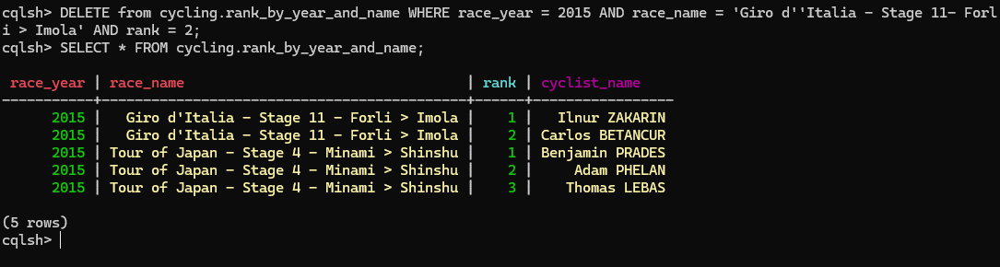 cqlsh> DELETE from cycling.rank_by_year_and_name WHERE race_year = 2015 AND race_name = 'Giro d''Italia - Stage 11- Forl
i > Imola' AND rank = 2;
cqlsh> SELECT * FROM cycling.rank_by_year_and_name;
race_year | race_name | rank | cyclist_name
-----------+--------------------------------------------+------+-----------------
2015 | Giro d'Italia - Stage 11 - Forli > Imola | 1 | Ilnur ZAKARIN
2015 | Giro d'Italia - Stage 11 - Forli > Imola | 2 | Carlos BETANCUR
2015 | Tour of Japan - Stage 4 - Minami > Shinshu | 1 | Benjamin PRADES
2015 | Tour of Japan - Stage 4 - Minami > Shinshu | 2 | Adam PHELAN
2015 | Tour of Japan - Stage 4 - Minami > Shinshu | 3 | Thomas LEBAS
(5 rows)
cqlsh>